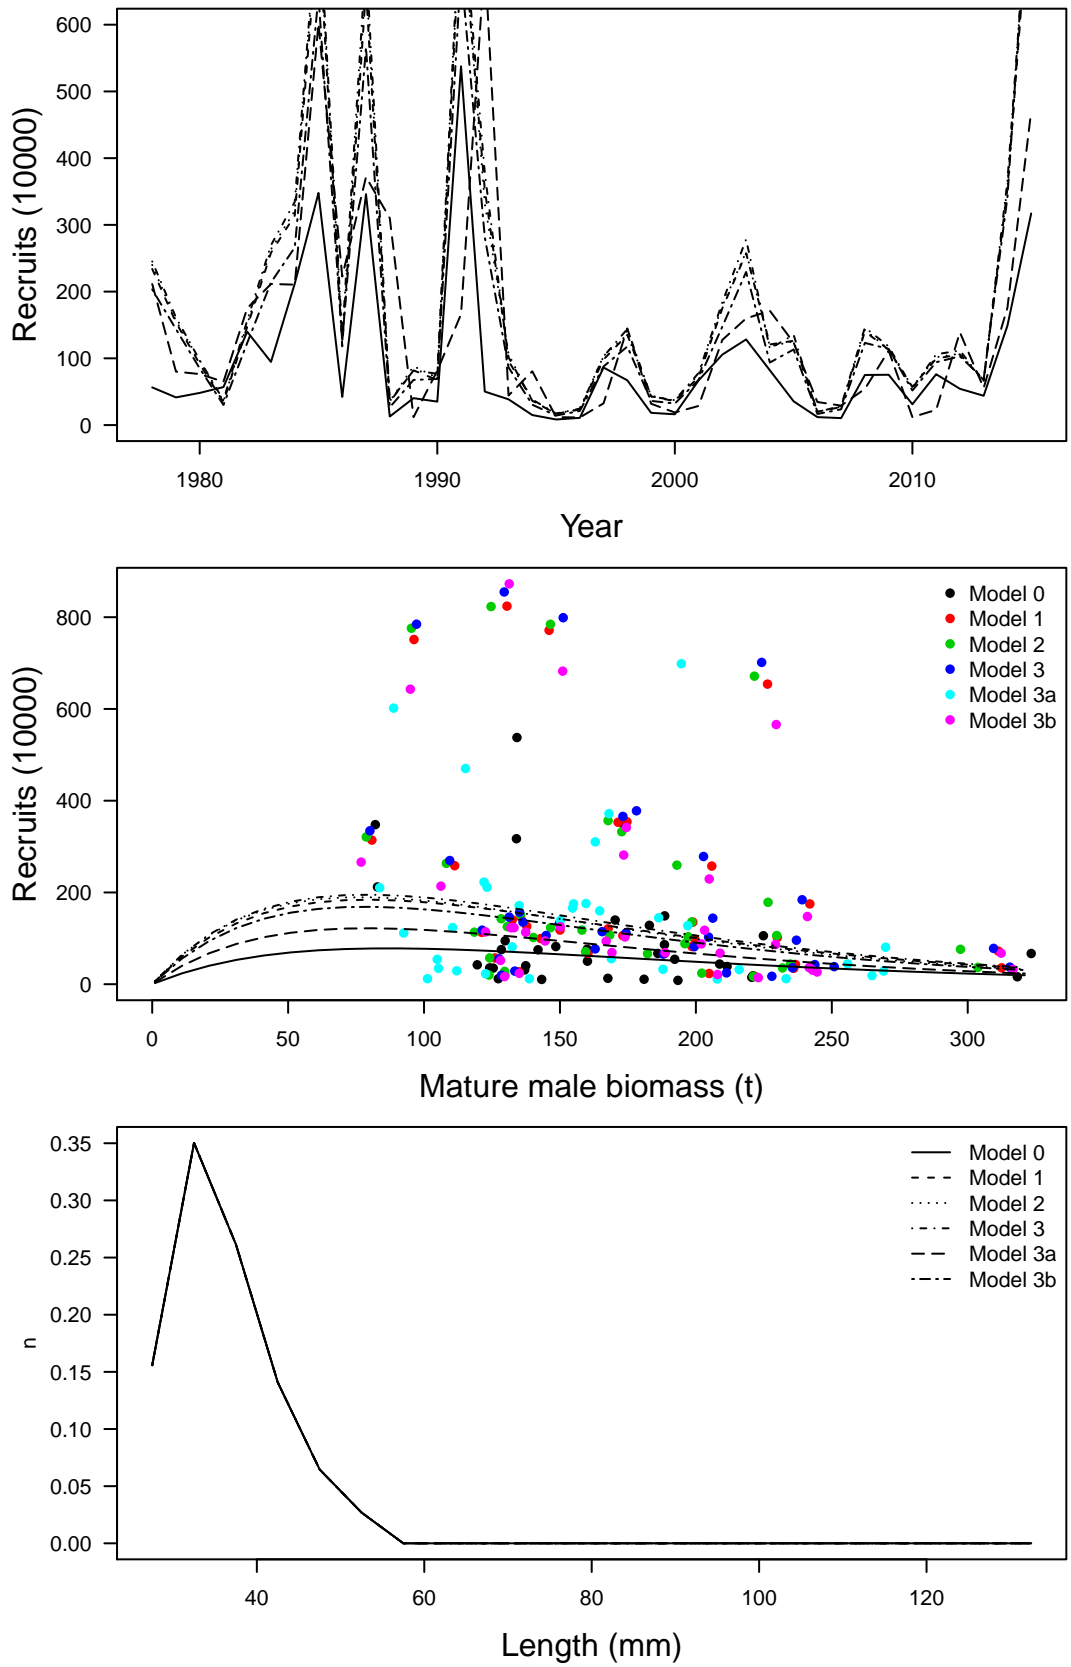 600
500
400
300
200
100
0
Recruits (10000)
1980
1990
2000
2010
Year
800
600
400
200
0
Recruits (10000)
Model 0
Model 1
Model 2
Model 3
Model 3a
Model 3b
0
50
100
150
200
250
300
Mature male biomass (t)
0.35
0.30
0.25
0.20
0.15
0.10
0.05
0.00
n
Model 0
Model 1
Model 2
Model 3
Model 3a
Model 3b
40
60
80
100
120
Length (mm)